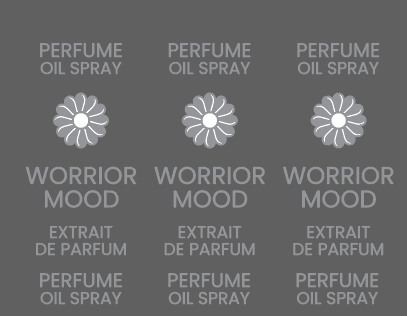 PERFUME PERFUME PERFUME
OIL SPRAY OIL SPRAY OIL SPRAY
WORRIOR WORRIOR WORRIOR
MOOD MOOD MOOD
EXTRAIT EXTRAIT EXTRAIT
DE PARFUM DE PARFUM DE PARFUM
PERFUME PERFUME PERFUME
OIL SPRAY OIL SPRAY OIL SPRAY